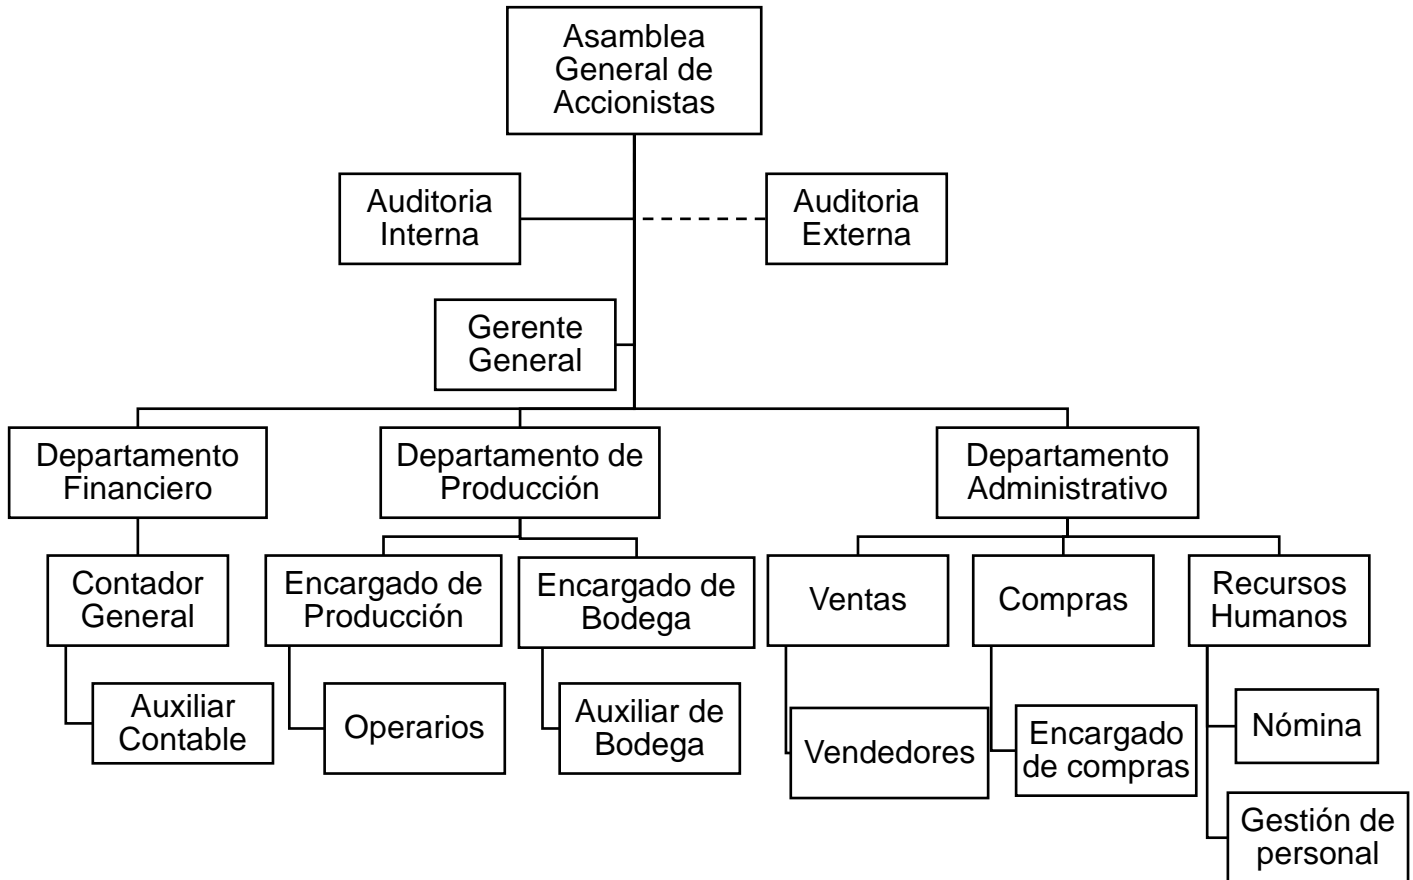 Asamblea
General de
Accionistas
Auditoria
Interna
Auditoria
Externa
Gerente
General
Departamento
Financiero
Departamento de
Producción
Departamento
Administrativo
Contador
General
Encargado de
Producción
Encargado de
Bodega
Ventas
Compras
Recursos
Humanos
Auxiliar
Contable
Operarios
Auxiliar de
Bodega
Vendedores
Encargado
de compras
Nómina
Gestión de
personal